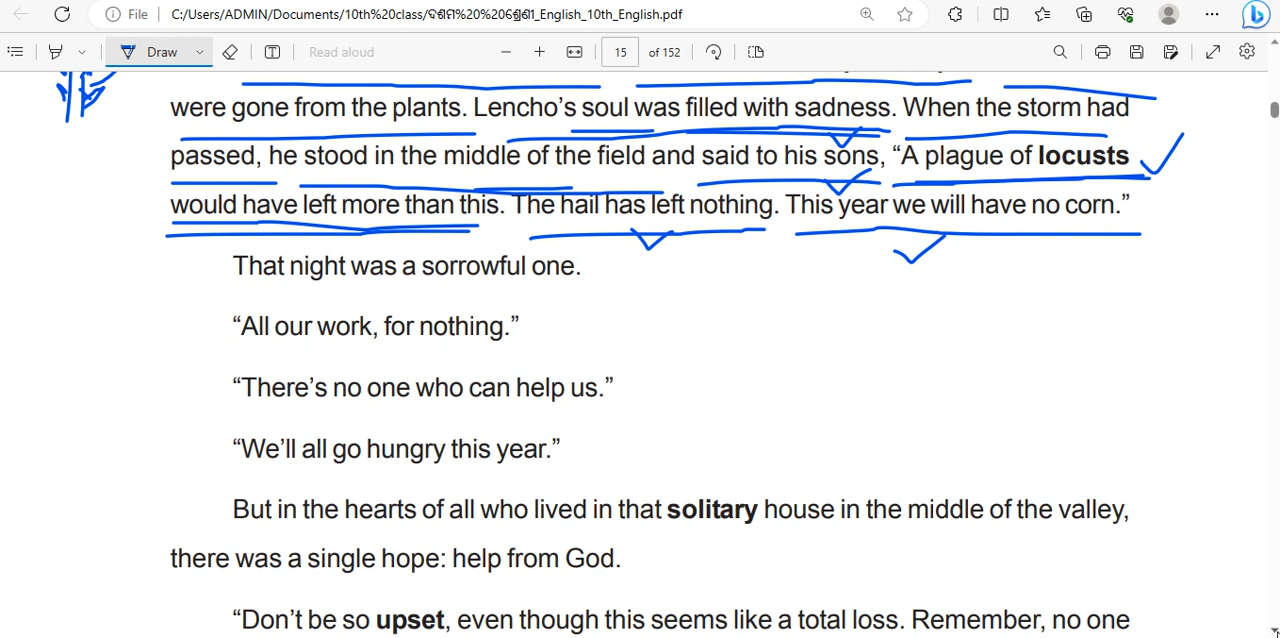 File C:/Users/ADMIN/Documents/10th%20class/ଦଶମ%20%20ଶ୍ରେଣୀ1_English_10th_English.pdf
Draw Read aloud 15 of 152
were gone from the plants. Lencho’s soul was filled with sadness. When the storm had
passed, he stood in the middle of the field and said to his sons, “A plague of locusts
would have left more than this. The hail has left nothing. This year we will have no corn.”
That night was a sorrowful one.
“All our work, for nothing.”
“There’s no one who can help us.”
“We’ll all go hungry this year.”
But in the hearts of all who lived in that solitary house in the middle of the valley,
there was a single hope: help from God.
“Don’t be so upset, even though this seems like a total loss. Remember, no one